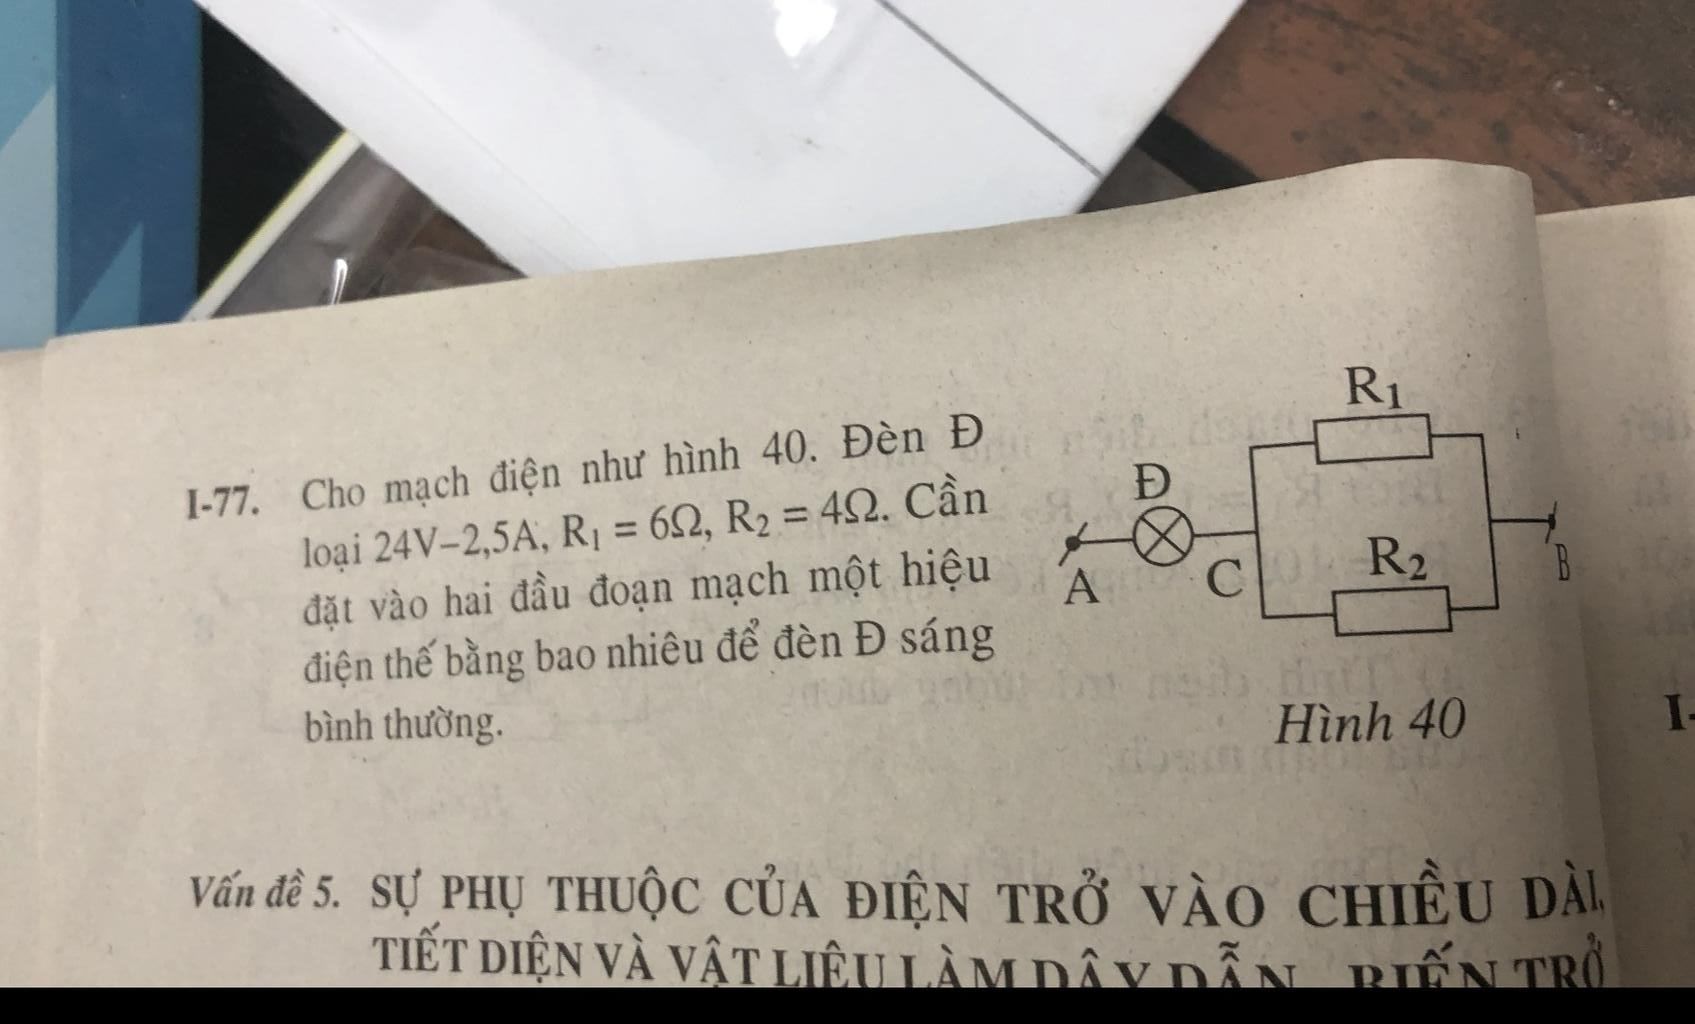 I-77. Cho mạch điện như hình 40. Đèn Đ
loại 24V–2,5A, R₁ = 6Ω, R₂ = 4Ω. Cần
đặt vào hai đầu đoạn mạch một hiệu
điện thế bằng bao nhiêu để đèn Đ sáng
bình thường.
R₁
Đ
R₂
A
C
B
Hình 40
I-
Vấn đề 5. SỰ PHỤ THUỘC CỦA ĐIỆN TRỞ VÀO CHIỀU DÀI,
TIẾT DIỆN VÀ VẬT LIỆU LÀM DÂY DẪN BIẾN TRỞ